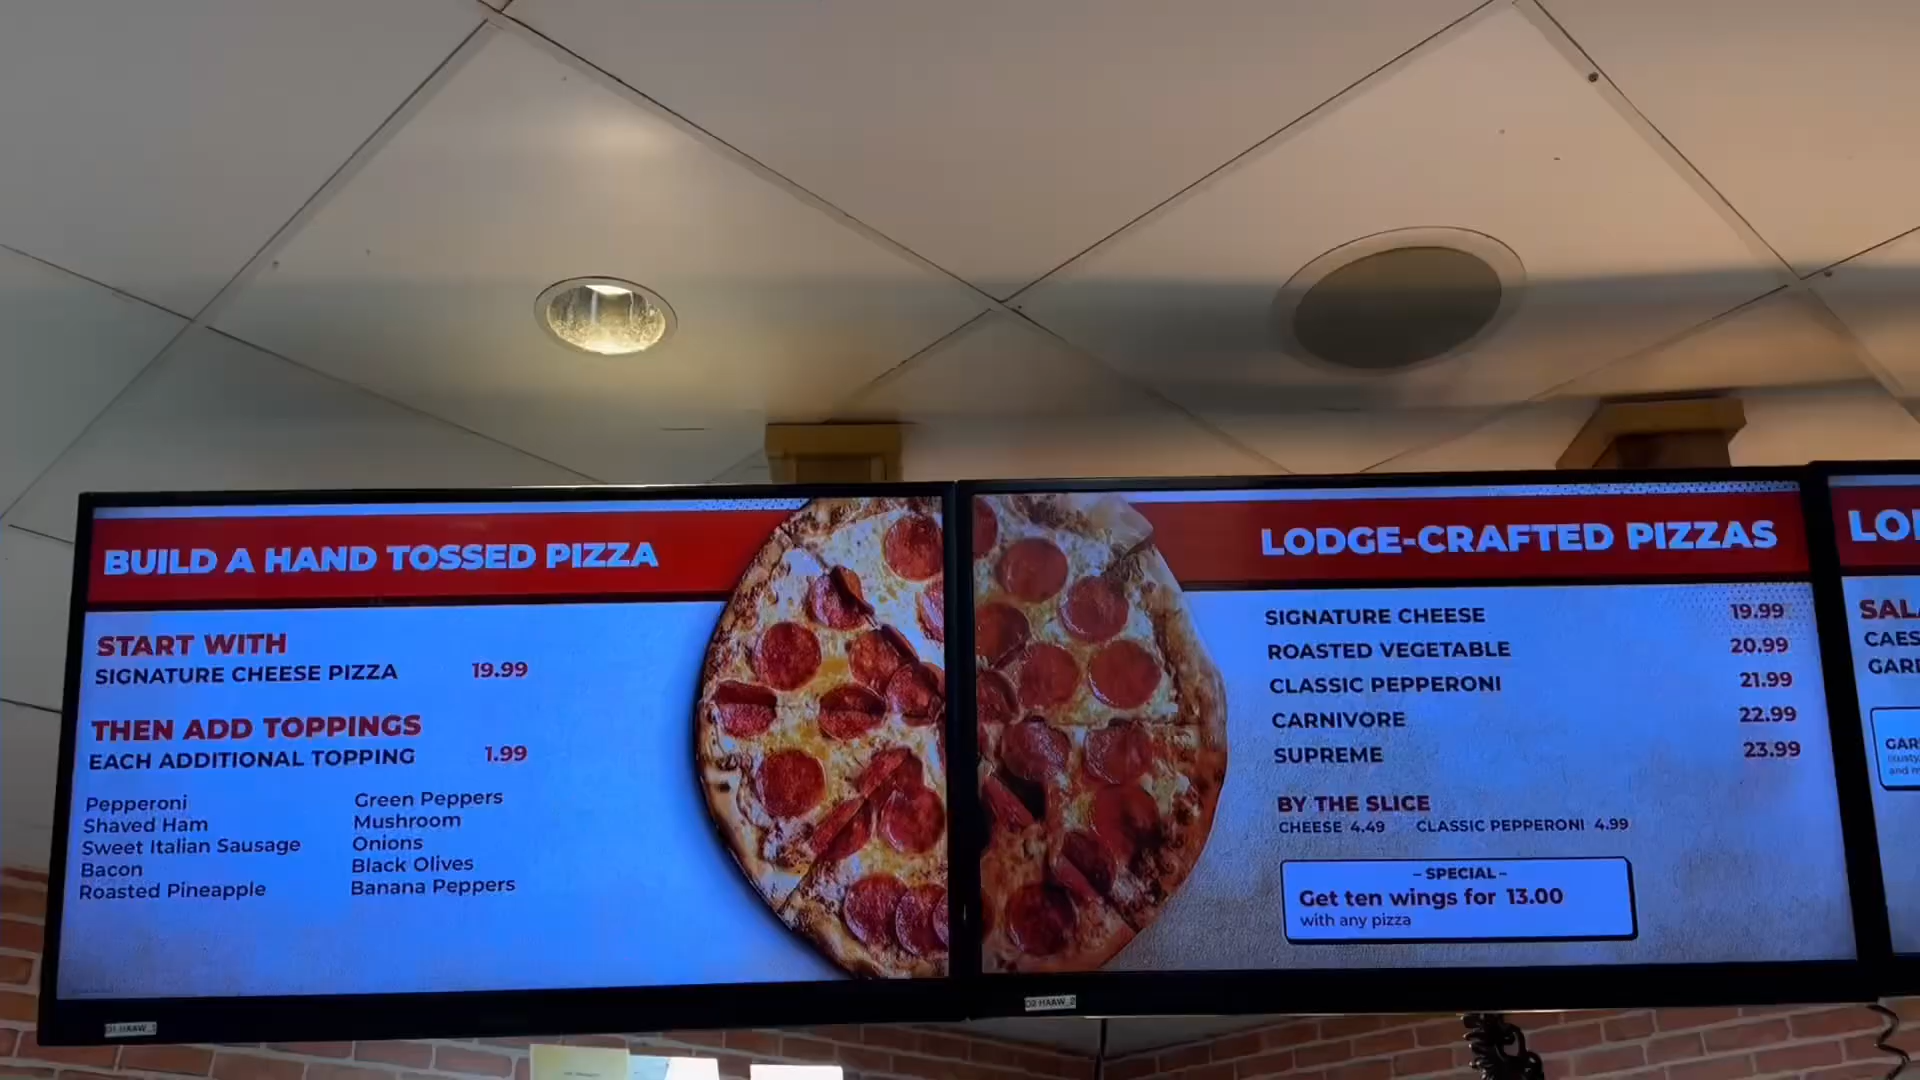 BUILD A HAND TOSSED PIZZA
START WITH
SIGNATURE CHEESE PIZZA 19.99
THEN ADD TOPPINGS
EACH ADDITIONAL TOPPING 1.99
Pepperoni
Shaved Ham
Sweet Italian Sausage
Bacon
Roasted Pineapple
Green Peppers
Mushroom
Onions
Black Olives
Banana Peppers
LODGE-CRAFTED PIZZAS
SIGNATURE CHEESE 19.99
ROASTED VEGETABLE 20.99
CLASSIC PEPPERONI 21.99
CARNIVORE 22.99
SUPREME 23.99
BY THE SLICE
CHEESE 4.49 CLASSIC PEPPERONI 4.99
– SPECIAL –
Get ten wings for 13.00
with any pizza